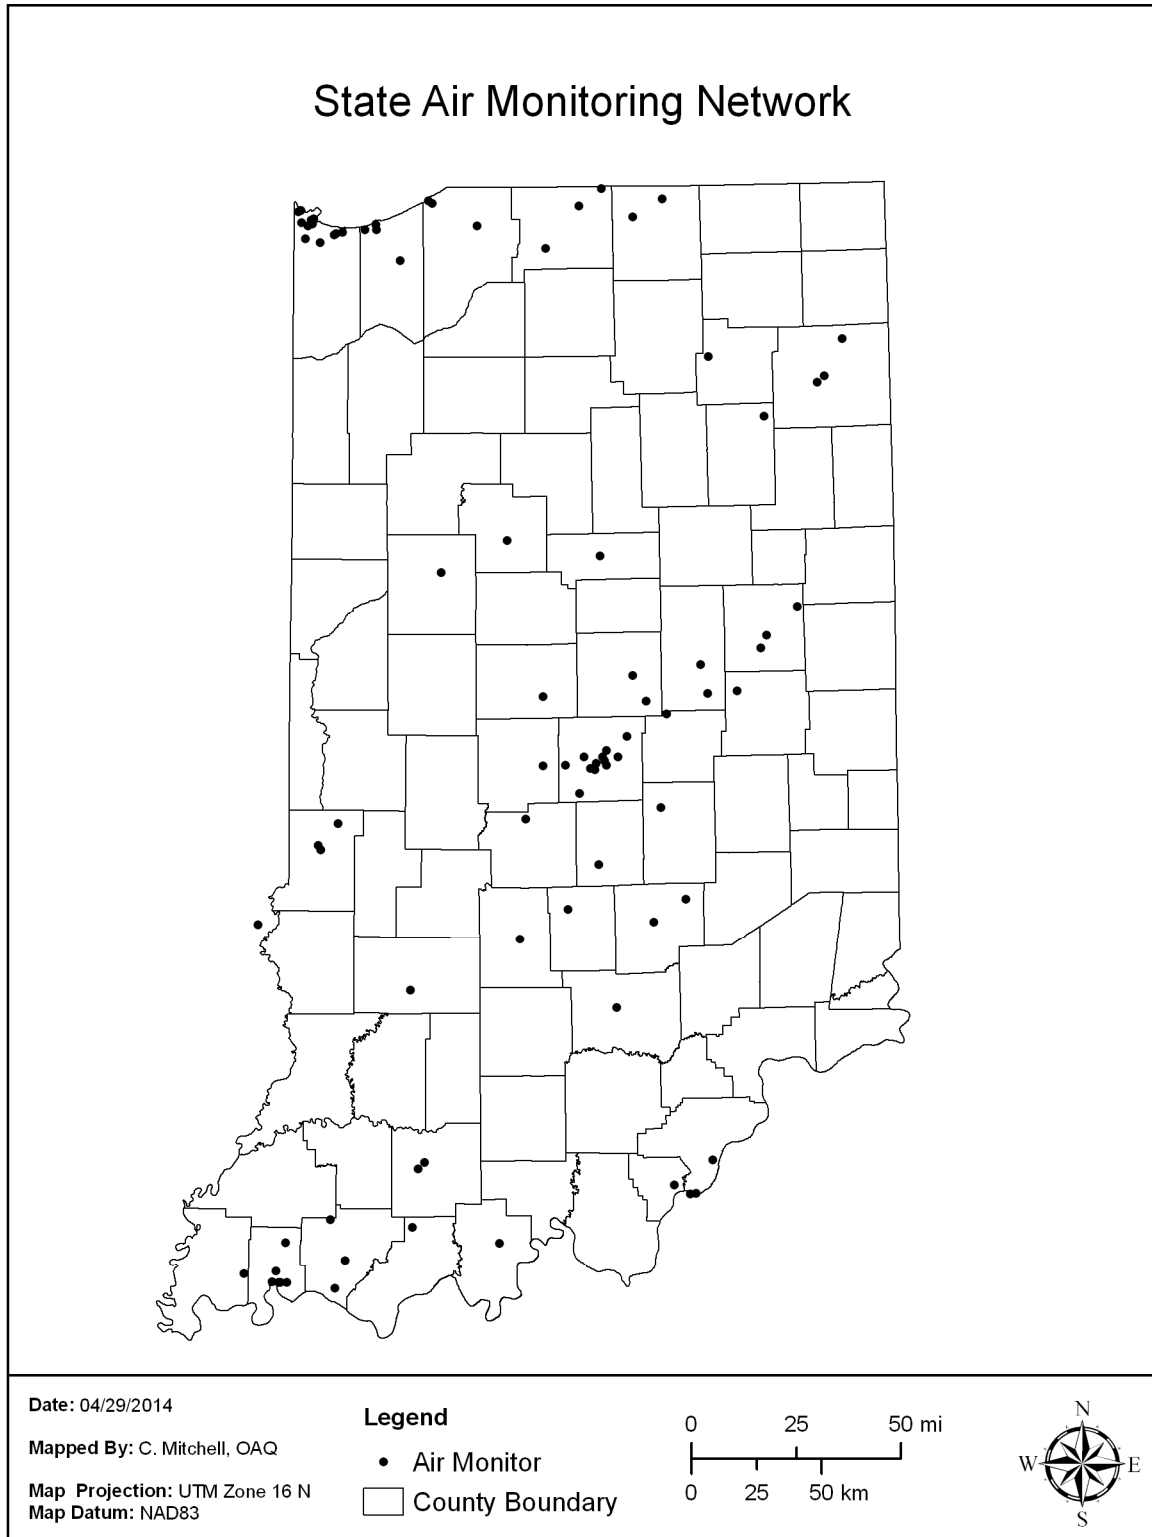 State Air Monitoring Network
Date: 04/29/2014
Mapped By: C. Mitchell, OAQ
Map Projection: UTM Zone 16 N
Map Datum: NAD83
Legend
Air Monitor
County Boundary
0 25 50 mi
0 25 50 km
N
W E
S